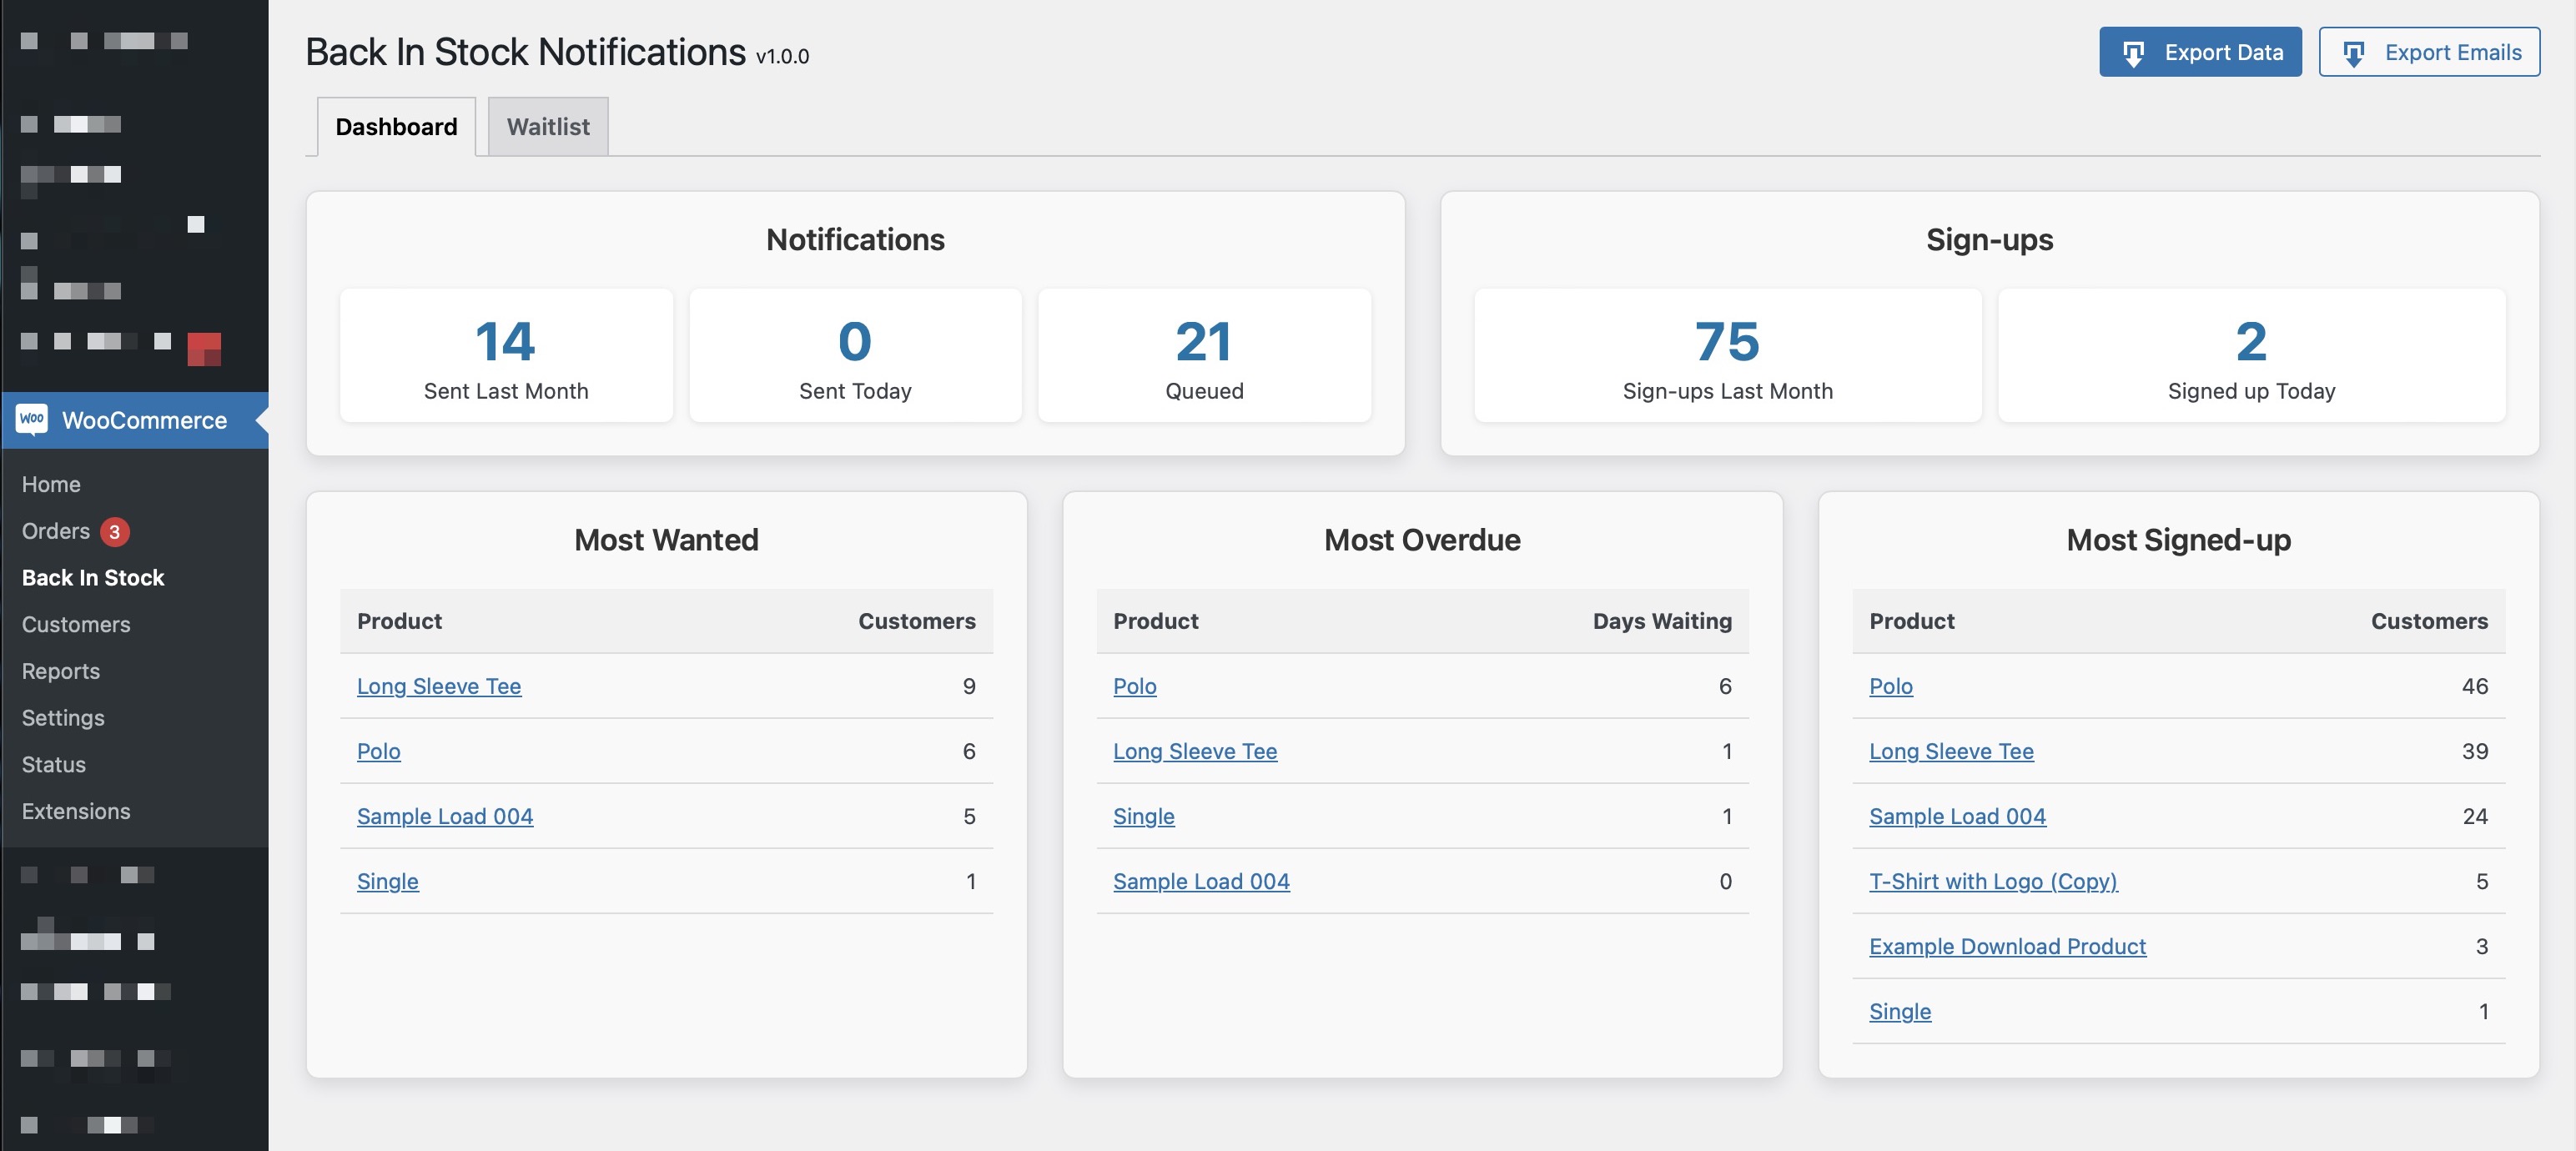 Back In Stock Notifications v1.0.0
Export Data
Export Emails
Dashboard
Waitlist
Woo WooCommerce
Home
Orders 3
Back In Stock
Customers
Reports
Settings
Status
Extensions
Notifications
14
Sent Last Month
0
Sent Today
21
Queued
Sign-ups
75
Sign-ups Last Month
2
Signed up Today
Most Wanted
Product Customers
Long Sleeve Tee 9
Polo 6
Sample Load 004 5
Single 1
Most Overdue
Product Days Waiting
Polo 6
Long Sleeve Tee 1
Single 1
Sample Load 004 0
Most Signed-up
Product Customers
Polo 46
Long Sleeve Tee 39
Sample Load 004 24
T-Shirt with Logo (Copy) 5
Example Download Product 3
Single 1